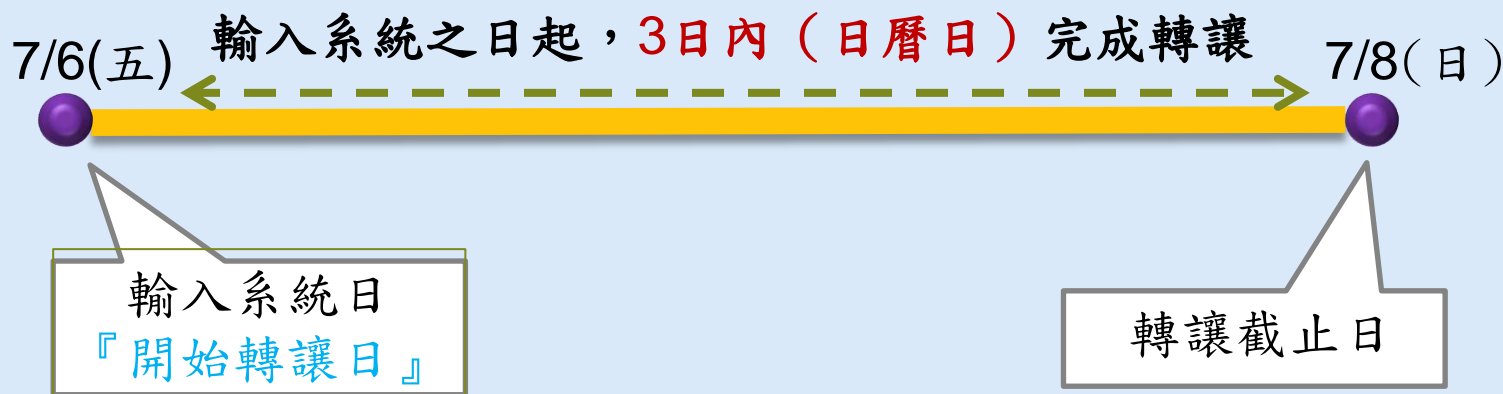 7/6(五)
輸入系統之日起，3日內（日曆日）完成轉讓
7/8(日)
輸入系統日
『開始轉讓日』
轉讓截止日